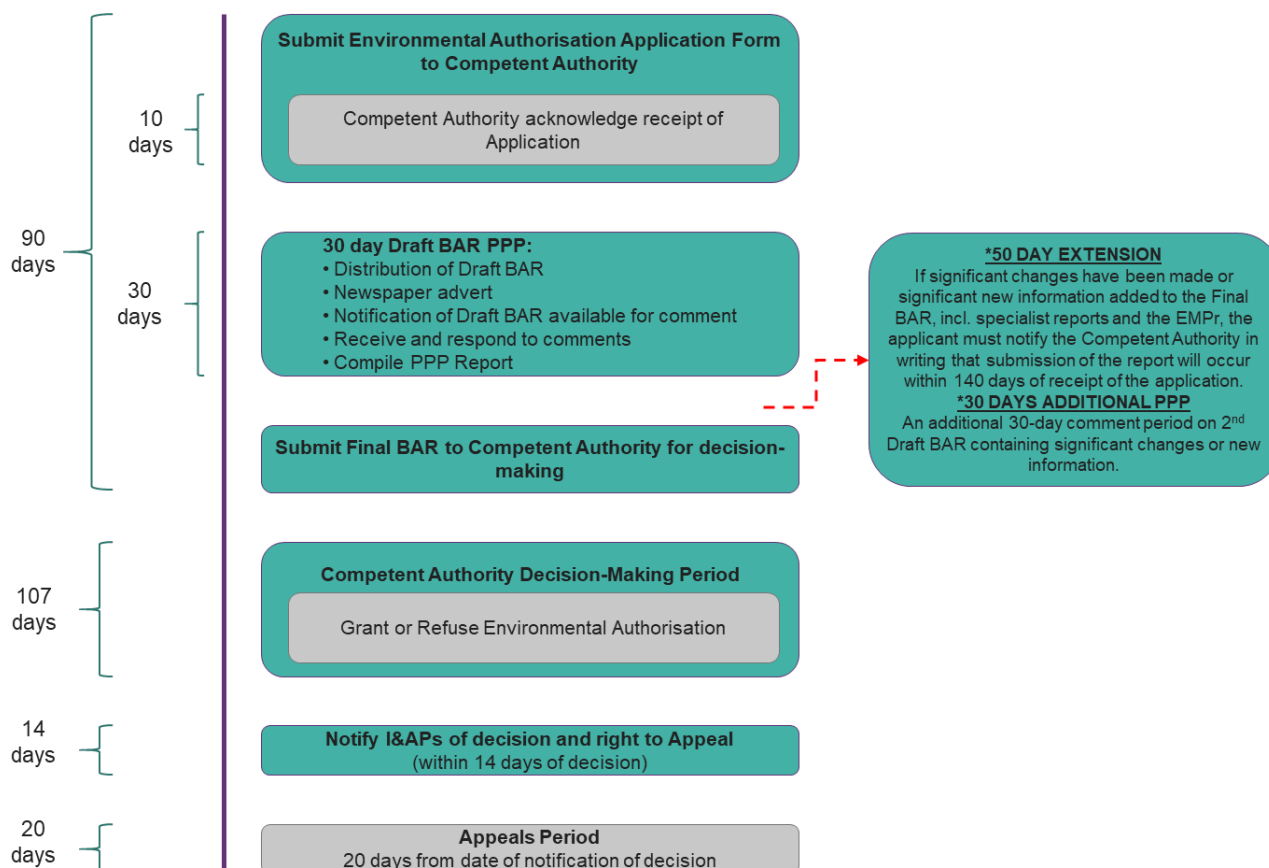 Submit Environmental Authorisation Application Form
to Competent Authority
10
days
Competent Authority acknowledge receipt of
Application
90
days
30
days
30 day Draft BAR PPP:
• Distribution of Draft BAR
• Newspaper advert
• Notification of Draft BAR available for comment
• Receive and respond to comments
• Compile PPP Report
*50 DAY EXTENSION
If significant changes have been made or
significant new information added to the Final
BAR, incl. specialist reports and the EMPr, the
applicant must notify the Competent Authority in
writing that submission of the report will occur
within 140 days of receipt of the application.
*30 DAYS ADDITIONAL PPP
An additional 30-day comment period on 2nd
Draft BAR containing significant changes or new
information.
Submit Final BAR to Competent Authority for decision-
making
107
days
Competent Authority Decision-Making Period
Grant or Refuse Environmental Authorisation
14
days
Notify I&APs of decision and right to Appeal
(within 14 days of decision)
20
days
Appeals Period
20 days from date of notification of decision